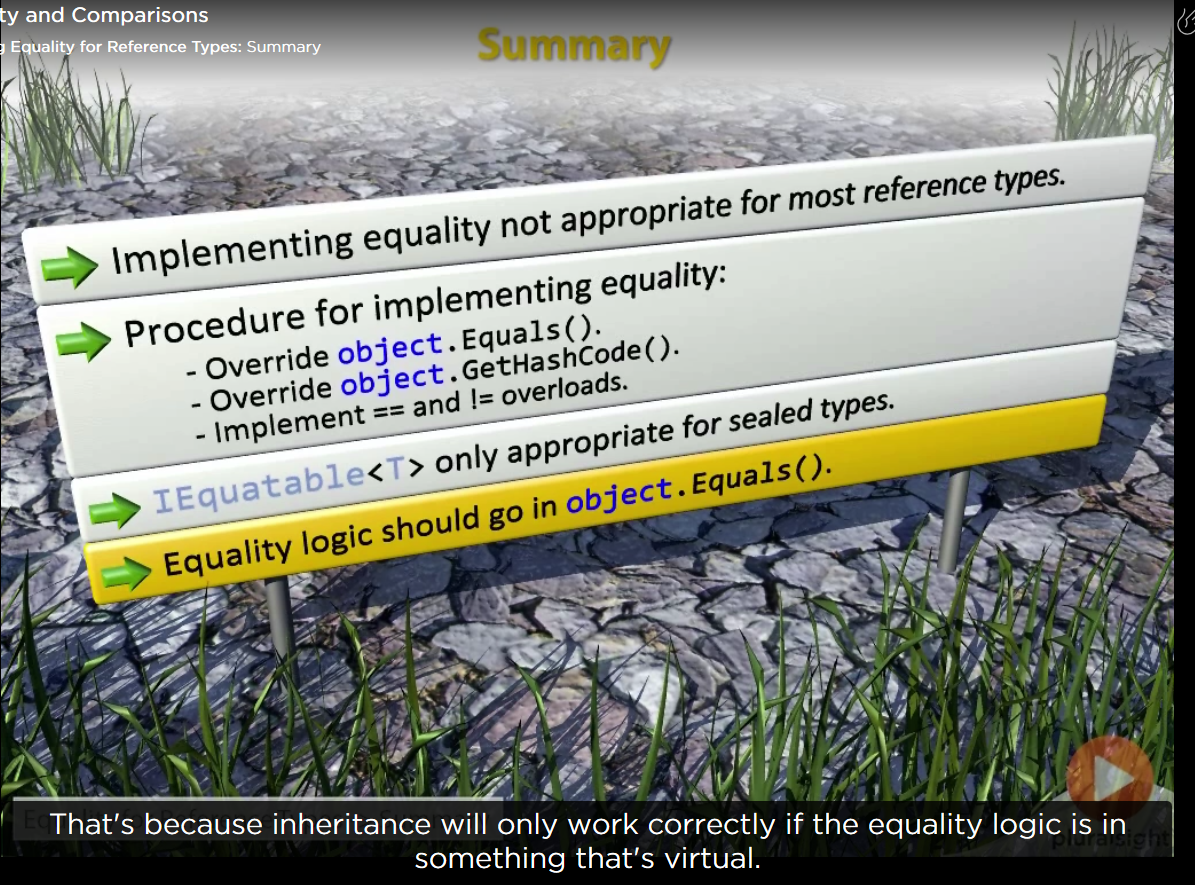 ty and Comparisons
g Equality for Reference Types: Summary
Summary
Implementing equality not appropriate for most reference types.
Procedure for implementing equality:
- Override object.Equals().
- Override object.GetHashCode().
- Implement == and != overloads.
IEquatable<T> only appropriate for sealed types.
Equality logic should go in object.Equals().
That's because inheritance will only work correctly if the equality logic is in
something that's virtual.
pluralsight